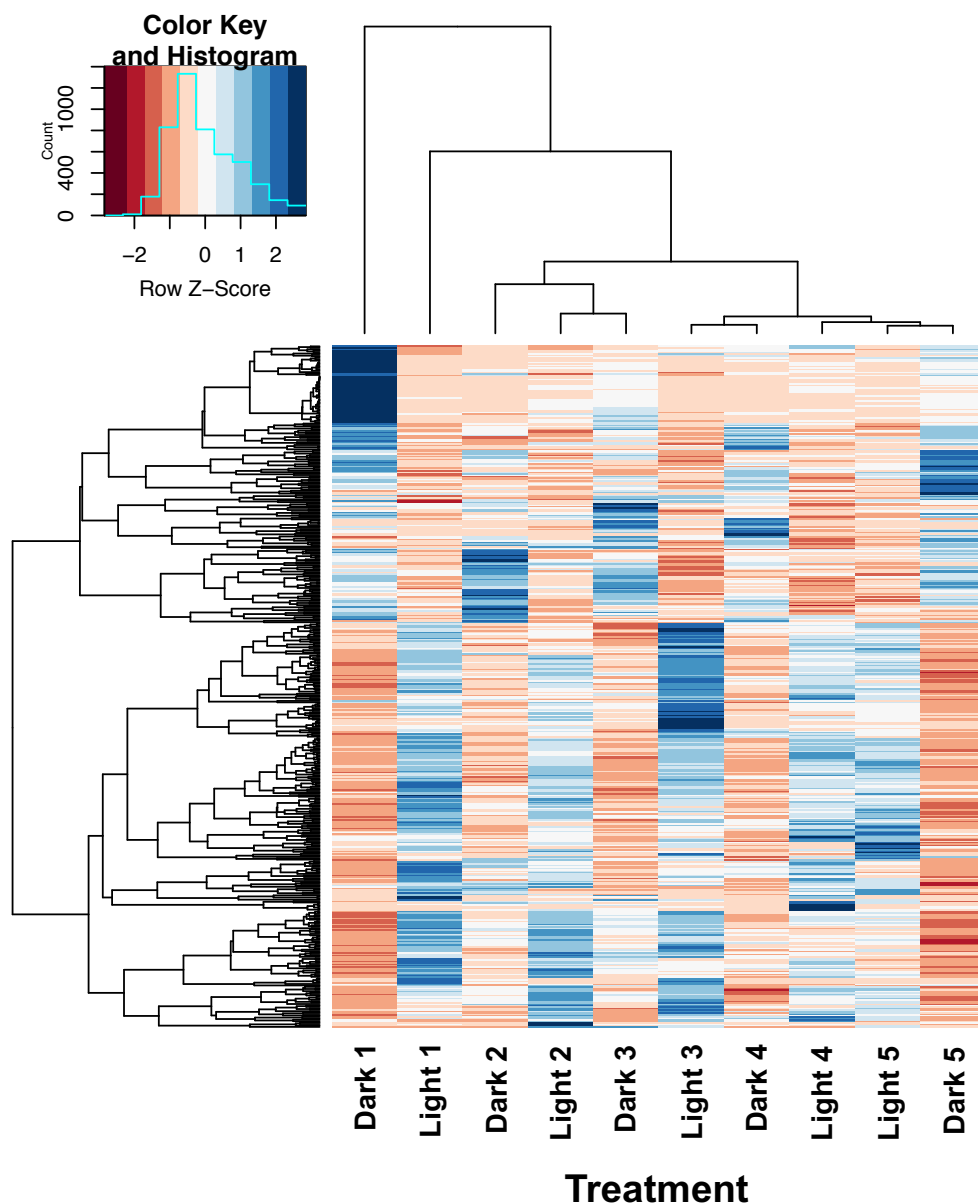 Color Key
and Histogram
Count
0 400 1000
−2 0 1 2
Row Z−Score
Dark 1
Light 1
Dark 2
Light 2
Dark 3
Light 3
Dark 4
Light 4
Light 5
Dark 5
Treatment